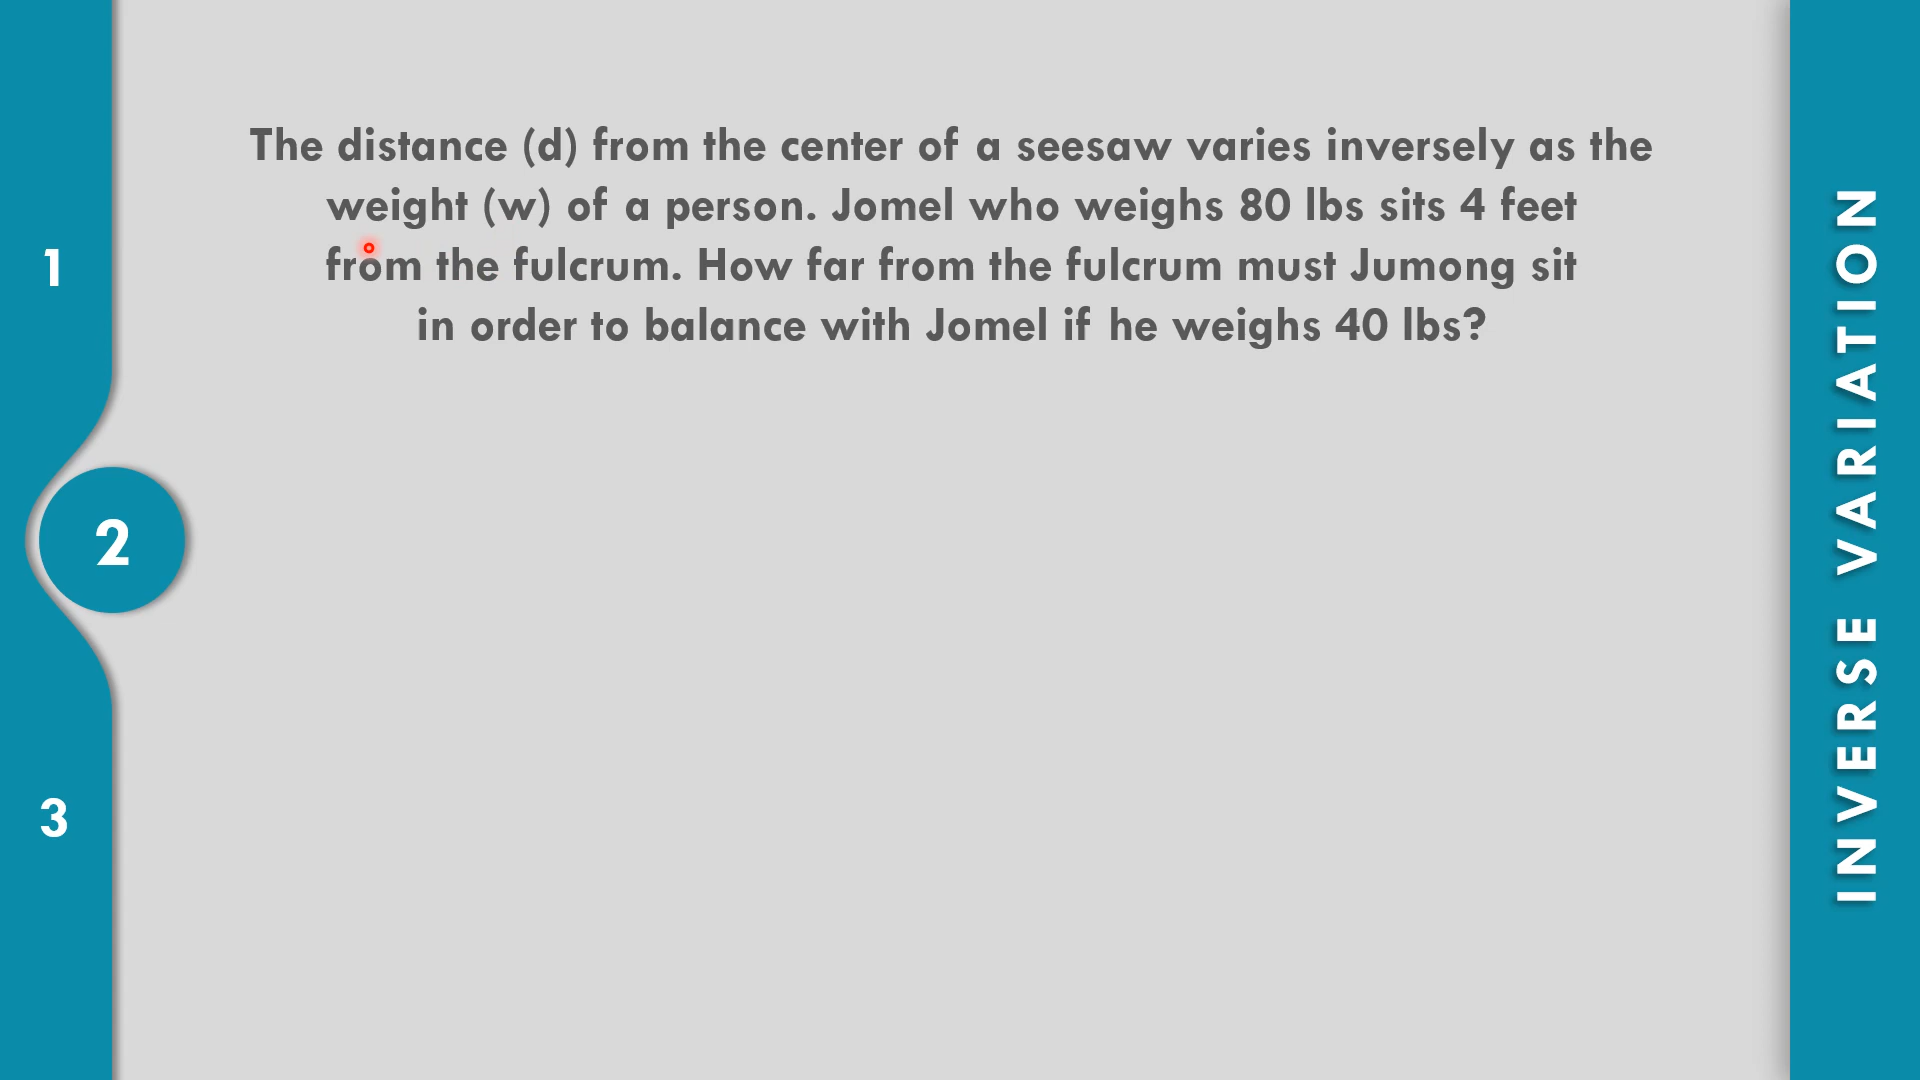 The distance (d) from the center of a seesaw varies inversely as the
weight (w) of a person. Jomel who weighs 80 lbs sits 4 feet
from the fulcrum. How far from the fulcrum must Jumong sit
in order to balance with Jomel if he weighs 40 lbs?
1
2
3
INVERSE VARIATION